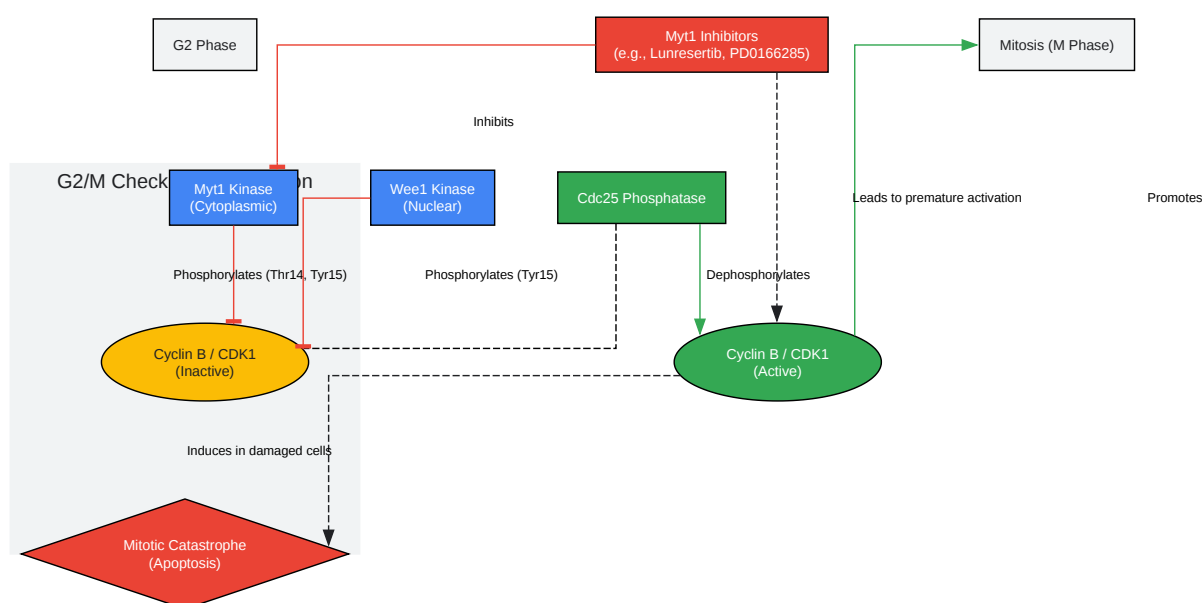 G2 Phase
Myt1 Inhibitors
(e.g., Lunresertib, PD0166285)
Mitosis (M Phase)
Inhibits
G2/M Check
n
Myt1 Kinase
(Cytoplasmic)
Wee1 Kinase
(Nuclear)
Cdc25 Phosphatase
Leads to premature activation
Promotes
Phosphorylates (Thr14, Tyr15)
Phosphorylates (Tyr15)
Dephosphorylates
Cyclin B / CDK1
(Inactive)
Cyclin B / CDK1
(Active)
Induces in damaged cells
Mitotic Catastrophe
(Apoptosis)